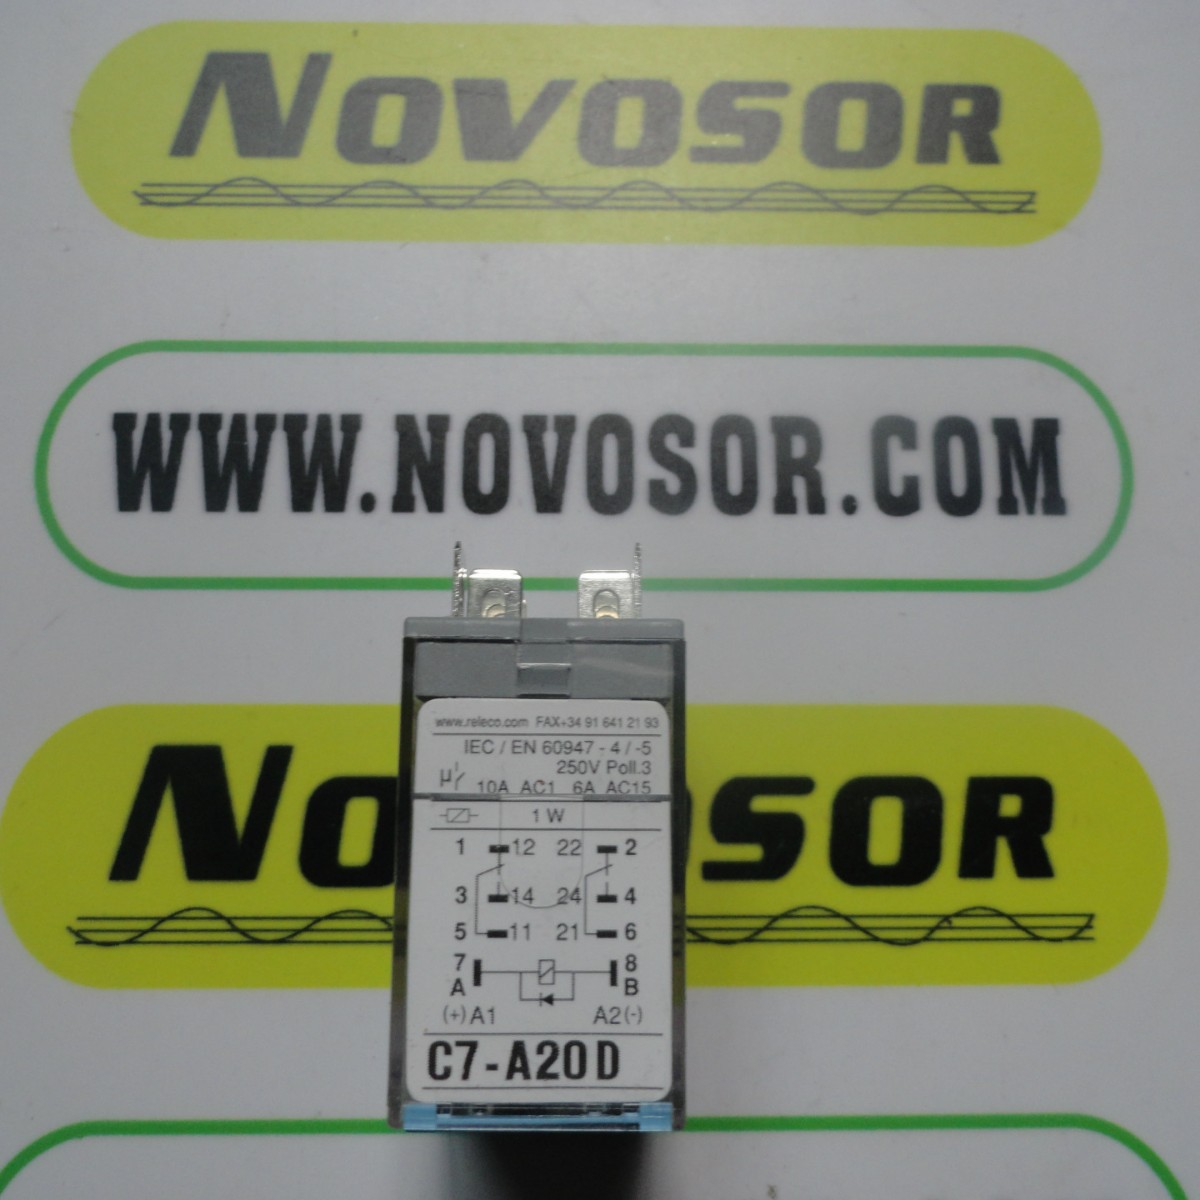 NOVOSOR
WWW.NOVOSOR.COM
www.releco.com FAX+34 91 641 21 93
IEC / EN 60947 - 4 / -5
250V Poll.3
µ 10A AC1 6A AC15
1 W
1 12 22 2
3 14 24 4
5 11 21 6
7 8
A B
(+) A1 A2 (-)
C7-A20 D
NOVOSOR